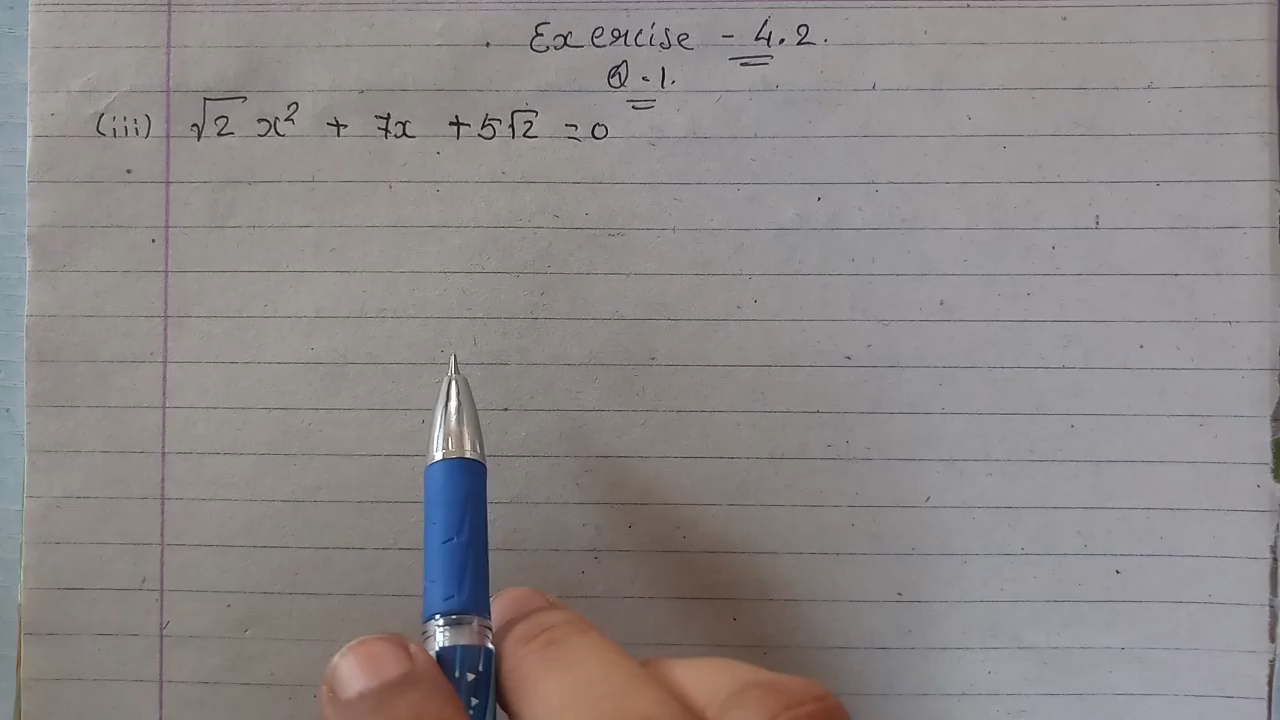 Exercise - 4.2.
Q.1.
(iii) √2 x² + 7x + 5√2 = 0